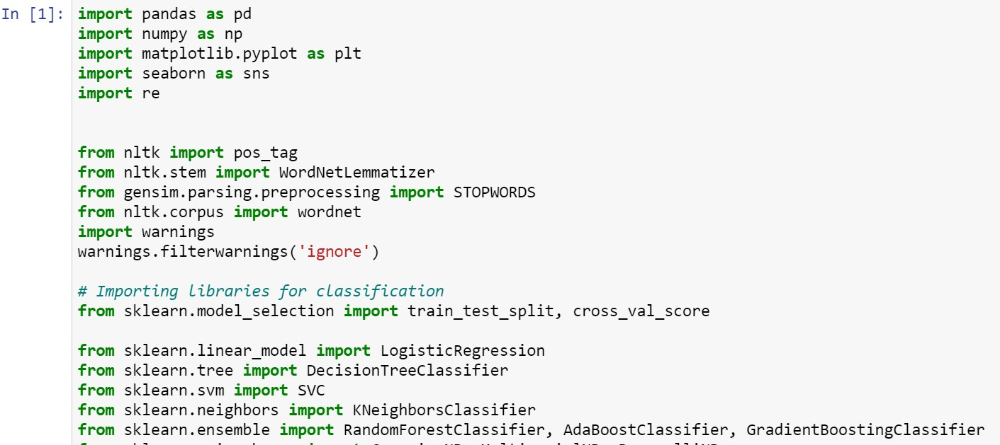 In [1]: import pandas as pd
import numpy as np
import matplotlib.pyplot as plt
import seaborn as sns
import re
from nltk import pos_tag
from nltk.stem import WordNetLemmatizer
from gensim.parsing.preprocessing import STOPWORDS
from nltk.corpus import wordnet
import warnings
warnings.filterwarnings('ignore')
# Importing libraries for classification
from sklearn.model_selection import train_test_split, cross_val_score
from sklearn.linear_model import LogisticRegression
from sklearn.tree import DecisionTreeClassifier
from sklearn.svm import SVC
from sklearn.neighbors import KNeighborsClassifier
from sklearn.ensemble import RandomForestClassifier, AdaBoostClassifier, GradientBoostingClassifier